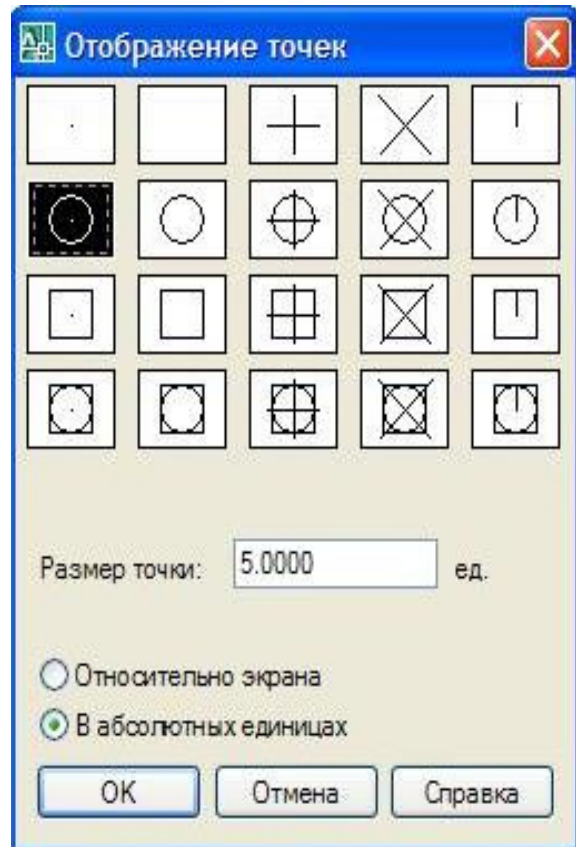 Отображение точек
Размер точки: 5.0000 ед.
Относительно экрана
В абсолютных единицах
OK Отмена Справка